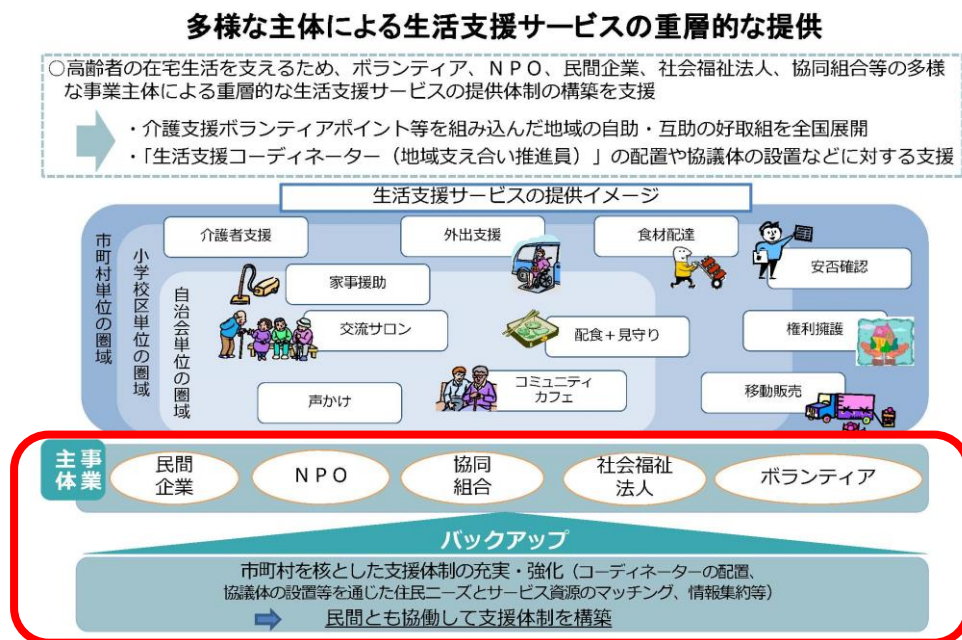 多様な主体による生活支援サービスの重層的な提供
○高齢者の在宅生活を支えるため、ボランティア、ＮＰＯ、民間企業、社会福祉法人、協同組合等の多様
な事業主体による重層的な生活支援サービスの提供体制の構築を支援
・介護支援ボランティアポイント等を組み込んだ地域の自助・互助の好取組を全国展開
・「生活支援コーディネーター（地域支え合い推進員）」の配置や協議体の設置などに対する支援
生活支援サービスの提供イメージ
市町村単位の圏域
小学校区単位の圏域
自治会単位の圏域
介護者支援
外出支援
食材配達
安否確認
家事援助
交流サロン
配食＋見守り
権利擁護
声かけ
コミュニティ
カフェ
移動販売
事業
主体
民間
企業
ＮＰＯ
協同
組合
社会福祉
法人
ボランティア
バックアップ
市町村を核とした支援体制の充実・強化（コーディネーターの配置、
協議体の設置等を通じた住民ニーズとサービス資源のマッチング、情報集約等）
民間とも協働して支援体制を構築